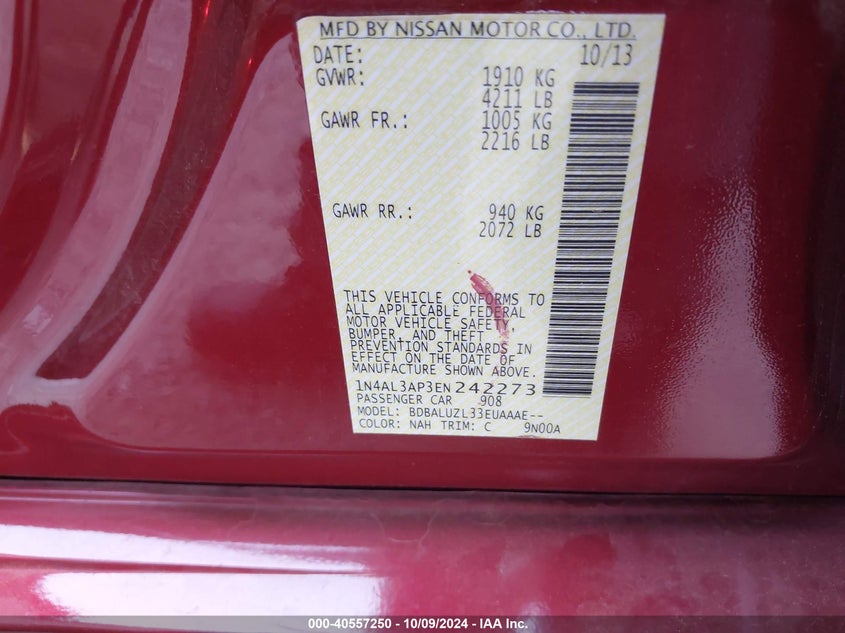 MFD BY NISSAN MOTOR CO., LTD.
DATE: 10/13
GVWR: 1910 KG
4211 LB
GAWR FR.: 1005 KG
2216 LB
GAWR RR.: 940 KG
2072 LB
THIS VEHICLE CONFORMS TO
ALL APPLICABLE FEDERAL
MOTOR VEHICLE SAFETY,
BUMPER, AND THEFT
PREVENTION STANDARDS IN
EFFECT ON THE DATE OF
MANUFACTURE SHOWN ABOVE.
1N4AL3AP3EN242273
PASSENGER CAR 908
MODEL: BDBALUZL33EUAAAE--
COLOR: NAH TRIM: C 9N00A
000-40557250 - 10/09/2024 - IAA Inc.